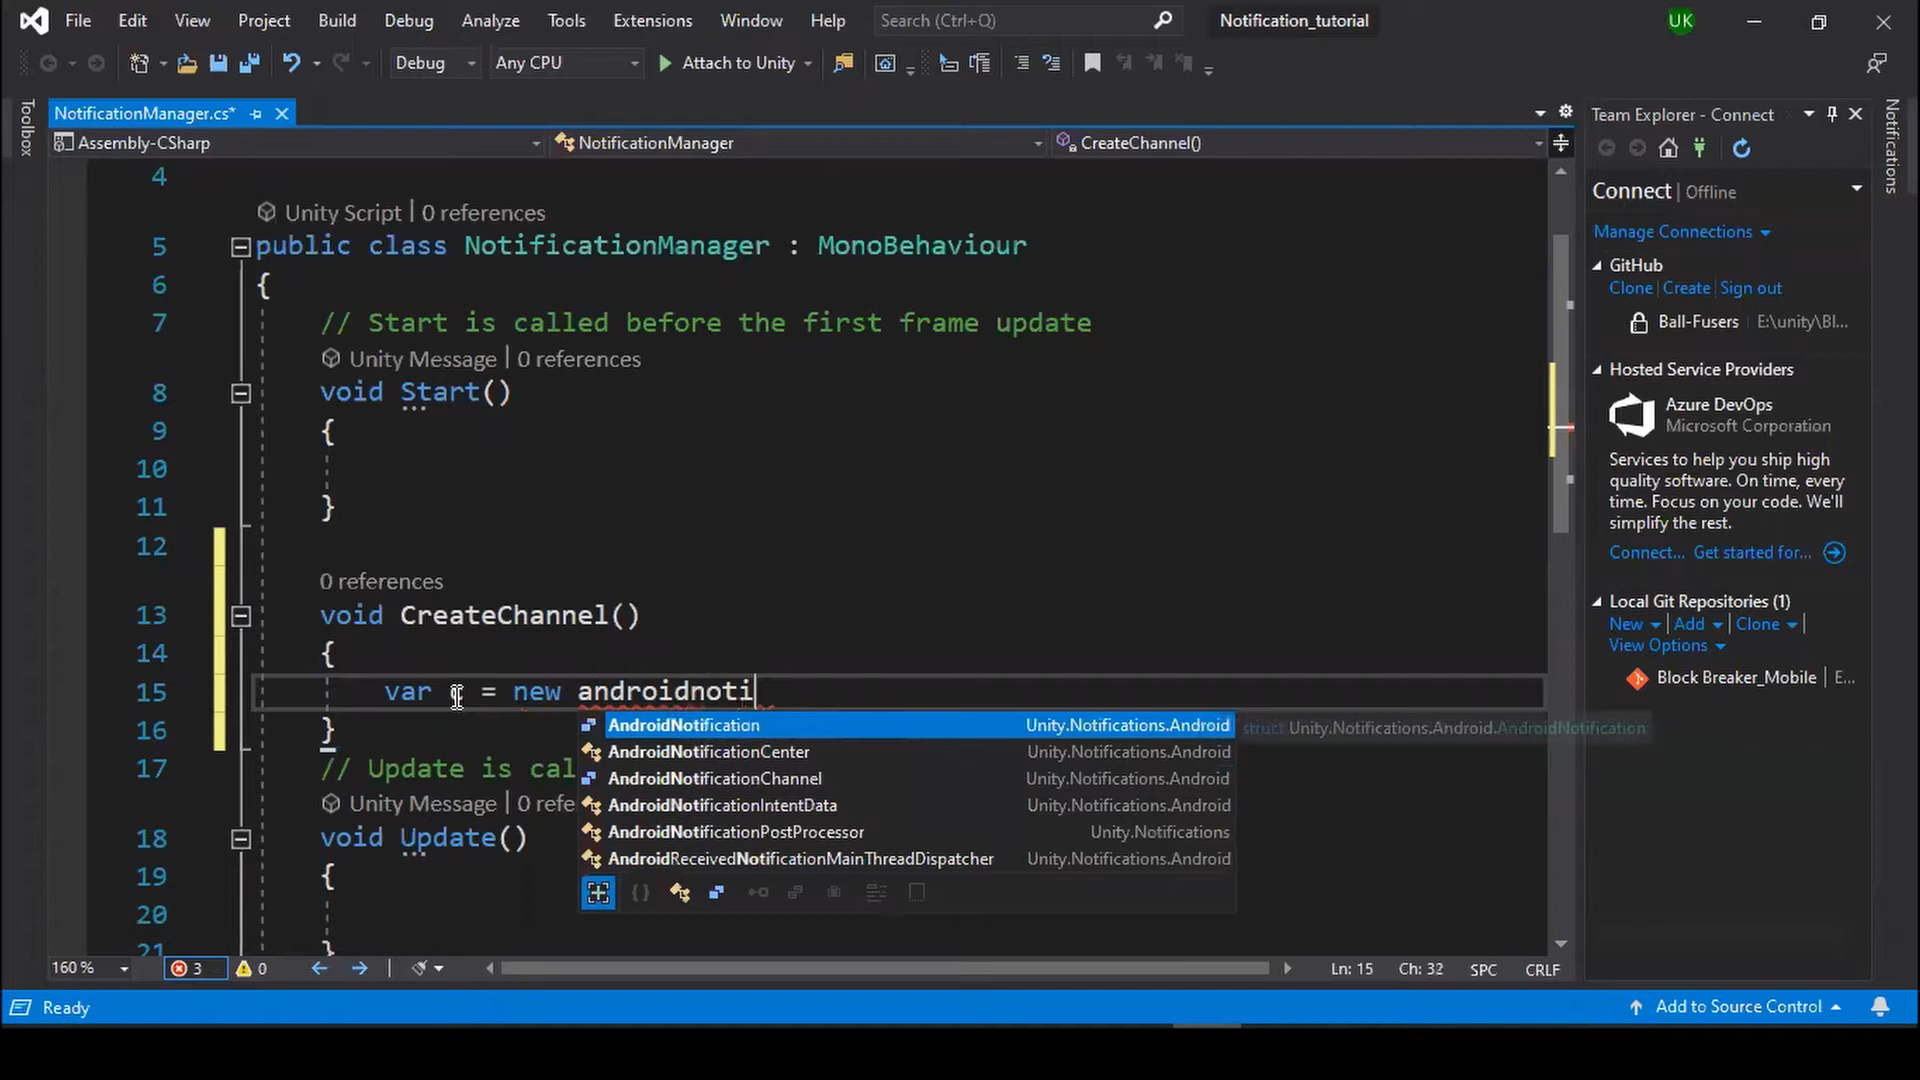 File Edit View Project Build Debug Analyze Tools Extensions Window Help Search (Ctrl+Q) Notification_tutorial UK
Debug Any CPU Attach to Unity
Toolbox
NotificationManager.cs*
Assembly-CSharp NotificationManager CreateChannel()
4
Unity Script | 0 references
5 public class NotificationManager : MonoBehaviour
6 {
7 // Start is called before the first frame update
Unity Message | 0 references
8 void Start()
9 {
10
11 }
12
0 references
13 void CreateChannel()
14 {
15 var = new androidnoti
16 }
17 // Update is cal
Unity Message | 0 refe
18 void Update()
19 {
20
21 }
AndroidNotification Unity.Notifications.Android
AndroidNotificationCenter Unity.Notifications.Android
AndroidNotificationChannel Unity.Notifications.Android
AndroidNotificationIntentData Unity.Notifications.Android
AndroidNotificationPostProcessor Unity.Notifications
AndroidReceivedNotificationMainThreadDispatcher Unity.Notifications.Android
struct Unity.Notifications.Android.AndroidNotification
160 % 3 0 Ln: 15 Ch: 32 SPC CRLF
Team Explorer - Connect
Connect | Offline
Manage Connections
GitHub
Clone | Create | Sign out
Ball-Fusers E:\unity\Bl...
Hosted Service Providers
Azure DevOps
Microsoft Corporation
Services to help you ship high
quality software. On time, every
time. Focus on your code. We'll
simplify the rest.
Connect... Get started for...
Local Git Repositories (1)
New | Add | Clone |
View Options
Block Breaker_Mobile E...
Notifications
Ready Add to Source Control